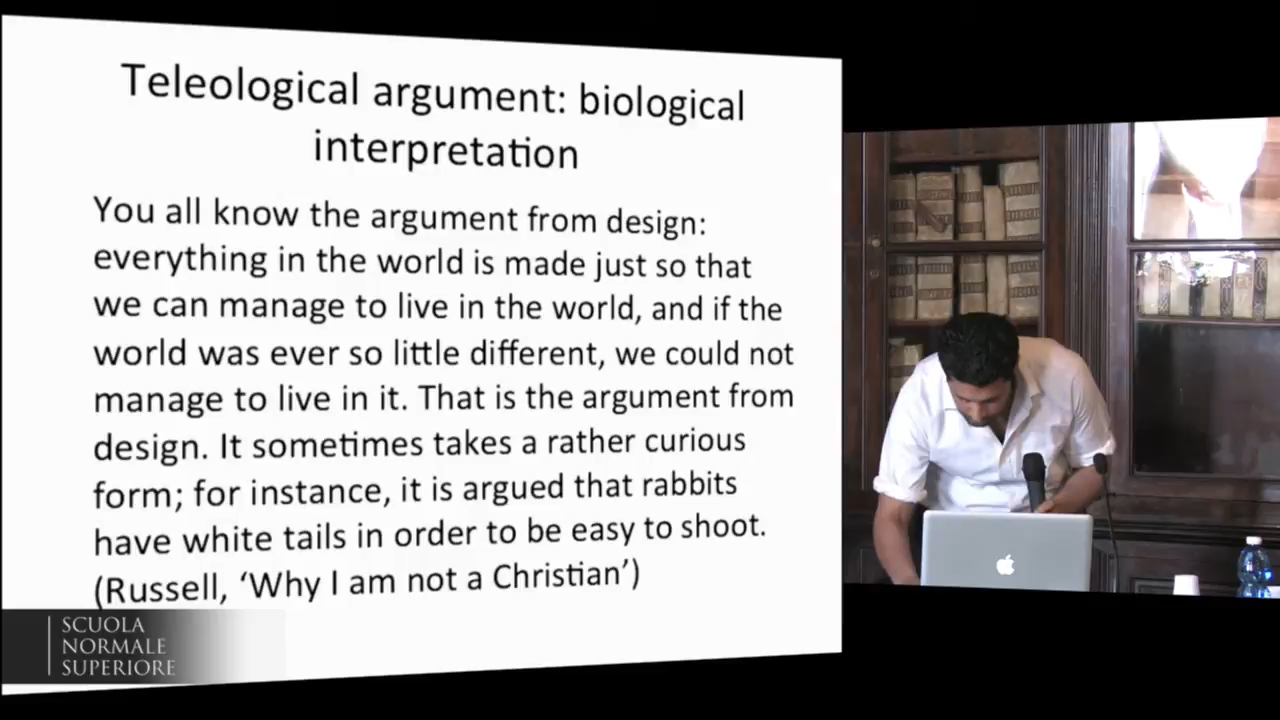 Teleological argument: biological
interpretation
You all know the argument from design:
everything in the world is made just so that
we can manage to live in the world, and if the
world was ever so little different, we could not
manage to live in it. That is the argument from
design. It sometimes takes a rather curious
form; for instance, it is argued that rabbits
have white tails in order to be easy to shoot.
(Russell, ‘Why I am not a Christian’)
SCUOLA
NORMALE
SUPERIORE